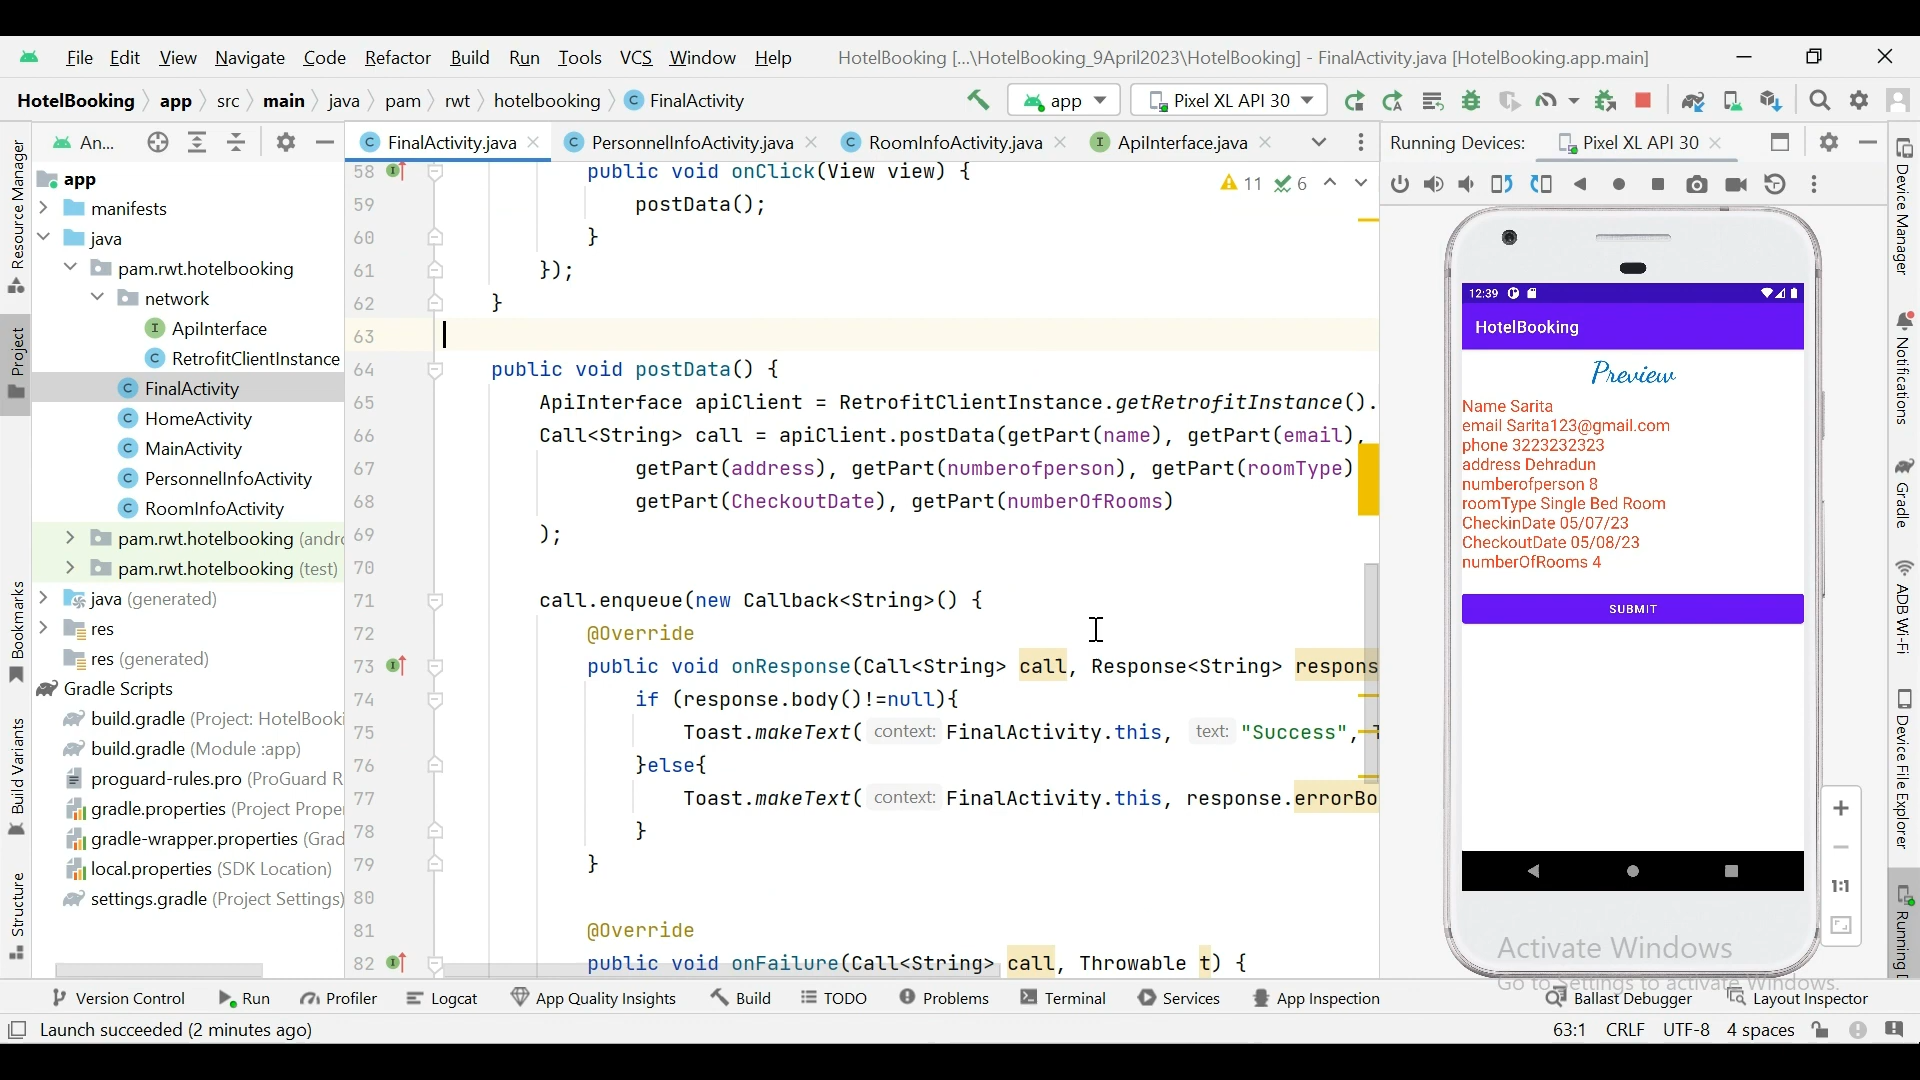 File Edit View Navigate Code Refactor Build Run Tools VCS Window Help HotelBooking [...\HotelBooking_9April2023\HotelBooking] - FinalActivity.java [HotelBooking.app.main]
HotelBooking app src main java pam rwt hotelbooking FinalActivity app Pixel XL API 30
An... FinalActivity.java PersonnelInfoActivity.java RoomInfoActivity.java ApiInterface.java Running Devices: Pixel XL API 30
Resource Manager
Project
Bookmarks
Build Variants
Structure
app
manifests
java
pam.rwt.hotelbooking
network
ApiInterface
RetrofitClientInstance
FinalActivity
HomeActivity
MainActivity
PersonnelInfoActivity
RoomInfoActivity
pam.rwt.hotelbooking (andro
pam.rwt.hotelbooking (test)
java (generated)
res
res (generated)
Gradle Scripts
build.gradle (Project: HotelBooki
build.gradle (Module :app)
proguard-rules.pro (ProGuard R
gradle.properties (Project Prope
gradle-wrapper.properties (Grad
local.properties (SDK Location)
settings.gradle (Project Settings)
11 6
58 public void onClick(View view) {
59 postData();
60 }
61 });
62 }
63
64 public void postData() {
65 ApiInterface apiClient = RetrofitClientInstance.getRetrofitInstance().
66 Call<String> call = apiClient.postData(getPart(name), getPart(email),
67 getPart(address), getPart(numberofperson), getPart(roomType)
68 getPart(CheckoutDate), getPart(numberOfRooms)
69 );
70
71 call.enqueue(new Callback<String>() {
72 @Override
73 public void onResponse(Call<String> call, Response<String> respons
74 if (response.body()!=null){
75 Toast.makeText( context: FinalActivity.this, text: "Success", T
76 }else{
77 Toast.makeText( context: FinalActivity.this, response.errorBo
78 }
79 }
80
81 @Override
82 public void onFailure(Call<String> call, Throwable t) {
12:39
HotelBooking
Preview
Name Sarita
email Sarita123@gmail.com
phone 3223232323
address Dehradun
numberofperson 8
roomType Single Bed Room
CheckinDate 05/07/23
CheckoutDate 05/08/23
numberOfRooms 4
SUBMIT
1:1
Activate Windows
Go to Settings to activate Windows.
Device Manager
Notifications
Gradle
ADB Wi-Fi
Device File Explorer
Running D
Version Control Run Profiler Logcat App Quality Insights Build TODO Problems Terminal Services App Inspection Ballast Debugger Layout Inspector
Launch succeeded (2 minutes ago) 63:1 CRLF UTF-8 4 spaces